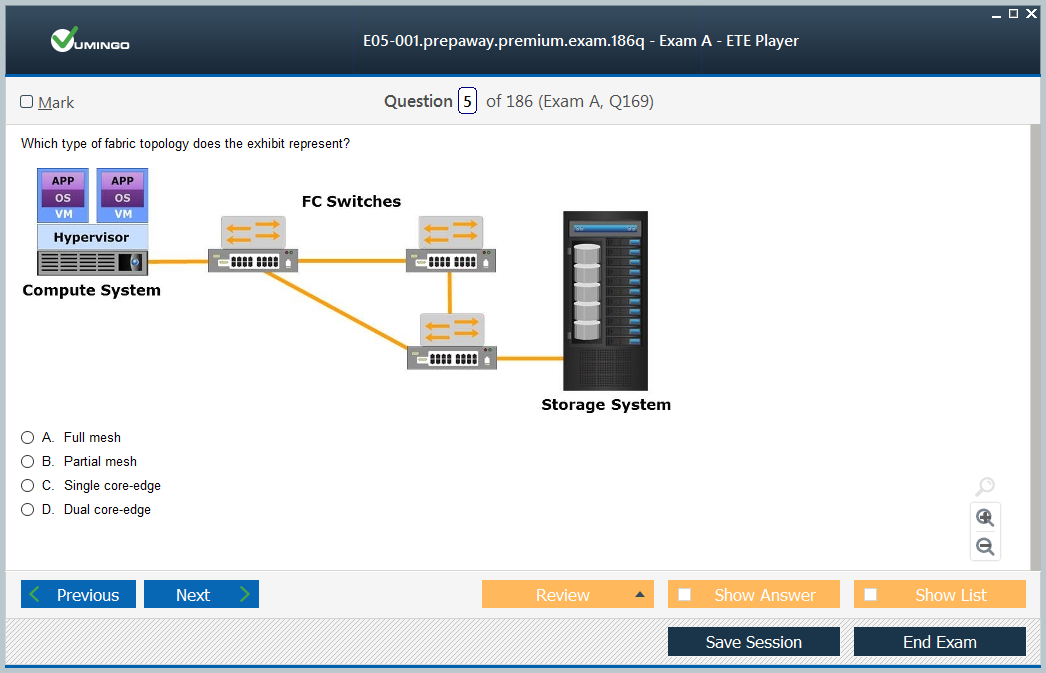 VUMINGO
E05-001.prepaway.premium.exam.186q - Exam A - ETE Player
Mark
Question 5 of 186 (Exam A, Q169)
Which type of fabric topology does the exhibit represent?
APP APP
OS OS
VM VM
Hypervisor
Compute System
FC Switches
Storage System
A. Full mesh
B. Partial mesh
C. Single core-edge
D. Dual core-edge
Previous Next Review Show Answer Show List
Save Session End Exam